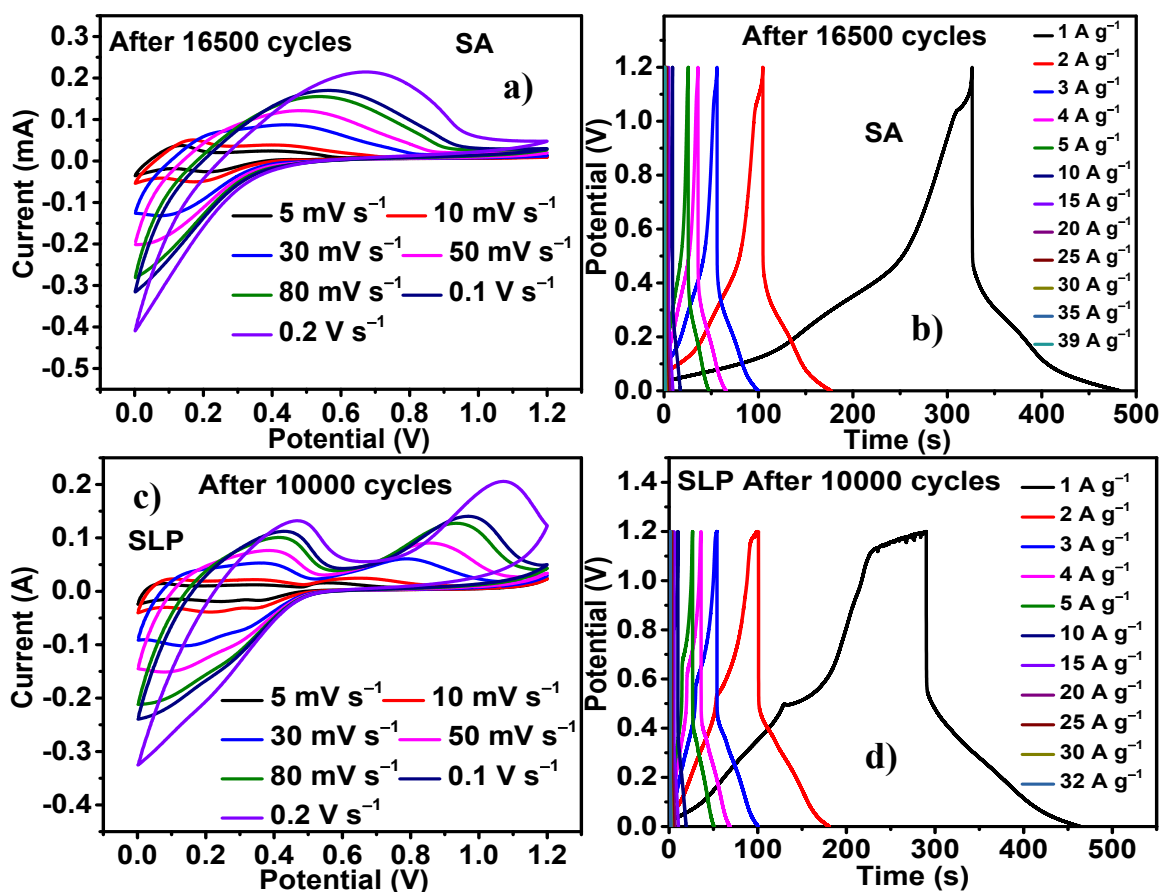 After 16500 cycles
SA
a)
0.3
0.2
0.1
0.0
-0.1
-0.2
-0.3
-0.4
-0.5
Current (mA)
5 mV s⁻¹
10 mV s⁻¹
30 mV s⁻¹
50 mV s⁻¹
80 mV s⁻¹
0.1 V s⁻¹
0.2 V s⁻¹
0.0 0.2 0.4 0.6 0.8 1.0 1.2
Potential (V)
After 16500 cycles
SA
b)
1.2
1.0
0.8
0.6
0.4
0.2
0.0
Potential (V)
1 A g⁻¹
2 A g⁻¹
3 A g⁻¹
4 A g⁻¹
5 A g⁻¹
10 A g⁻¹
15 A g⁻¹
20 A g⁻¹
25 A g⁻¹
30 A g⁻¹
35 A g⁻¹
39 A g⁻¹
0 100 200 300 400 500
Time (s)
c)
After 10000 cycles
SLP
0.2
0.1
0.0
-0.1
-0.2
-0.3
-0.4
Current (A)
5 mV s⁻¹
10 mV s⁻¹
30 mV s⁻¹
50 mV s⁻¹
80 mV s⁻¹
0.1 V s⁻¹
0.2 V s⁻¹
0.0 0.2 0.4 0.6 0.8 1.0 1.2
Potential (V)
SLP After 10000 cycles
d)
1.4
1.2
1.0
0.8
0.6
0.4
0.2
0.0
Potential (V)
1 A g⁻¹
2 A g⁻¹
3 A g⁻¹
4 A g⁻¹
5 A g⁻¹
10 A g⁻¹
15 A g⁻¹
20 A g⁻¹
25 A g⁻¹
30 A g⁻¹
32 A g⁻¹
0 100 200 300 400 500
Time (s)